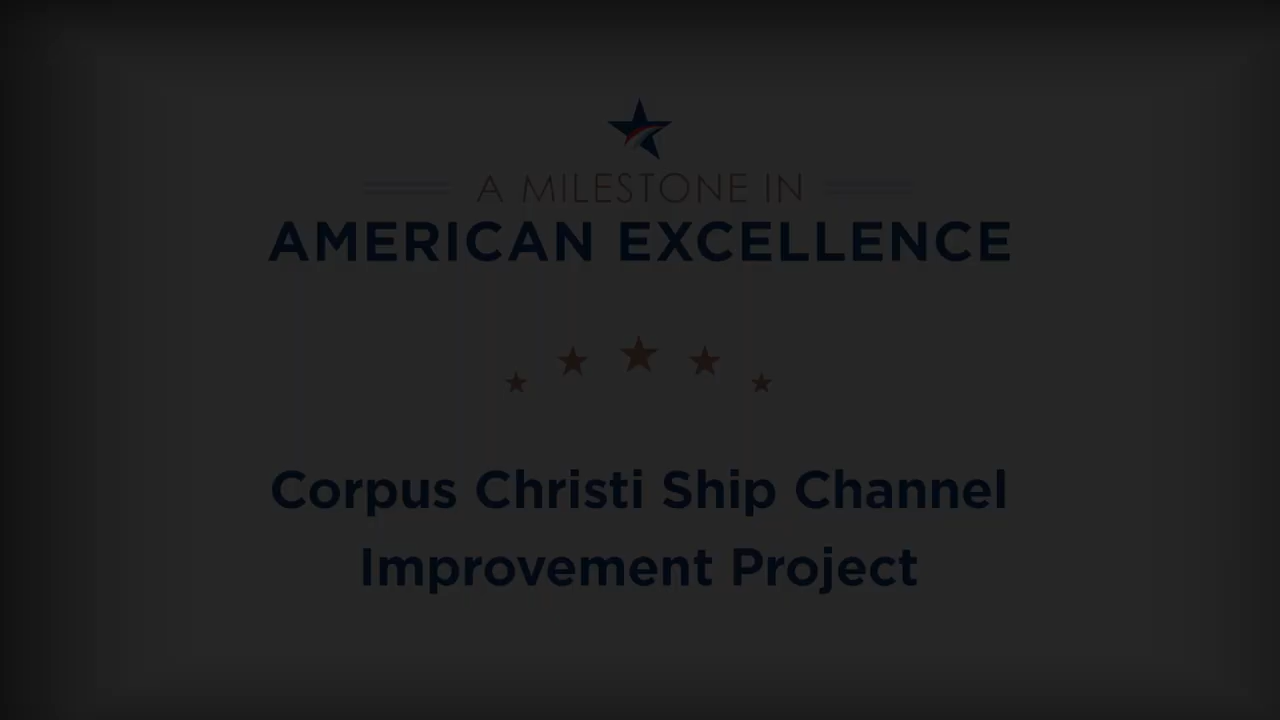 A MILESTONE IN
AMERICAN EXCELLENCE
Corpus Christi Ship Channel
Improvement Project